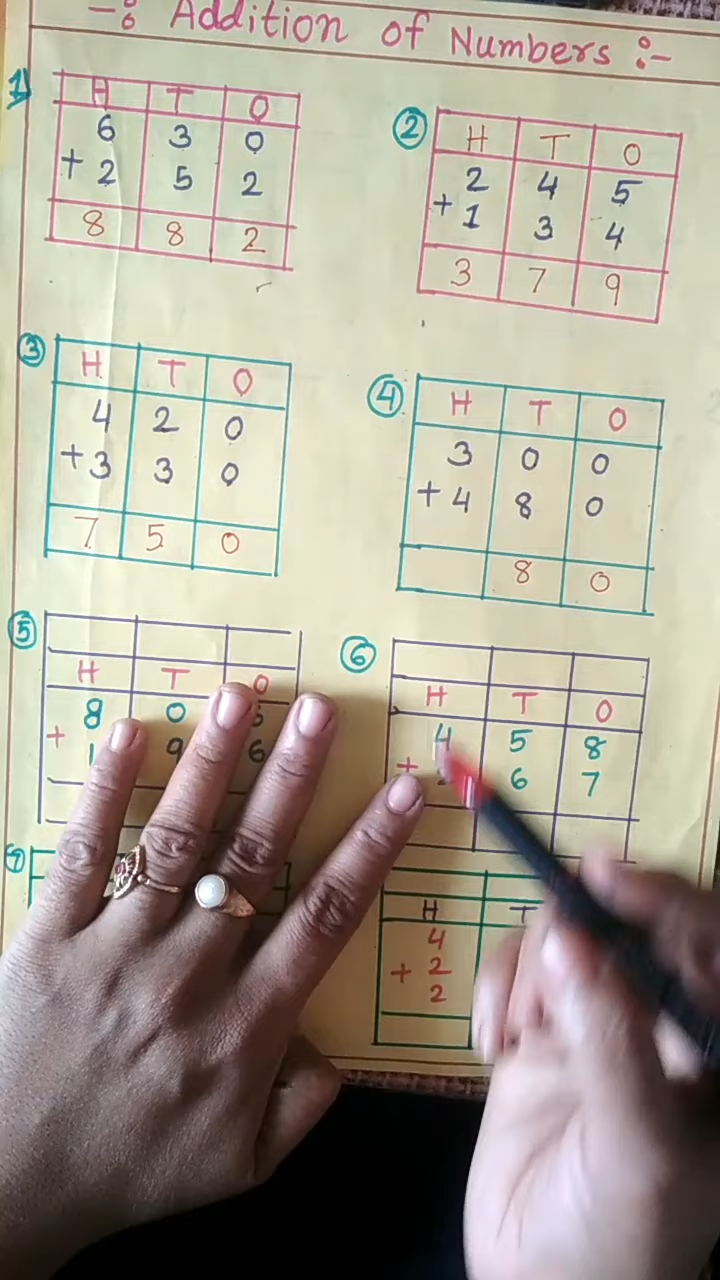 -: Addition of Numbers :-
1)
H T O
6 3 0
+ 2 5 2
8 8 2
2
H T O
2 4 5
+ 1 3 4
3 7 9
3
H T O
4 2 0
+ 3 3 0
7 5 0
4
H T O
3 0 0
+ 4 8 0
8 0
5
H T O
8 0
+ 9 6
6
H T O
4 5 8
+ 6 7
7
H T
4
+ 2
2